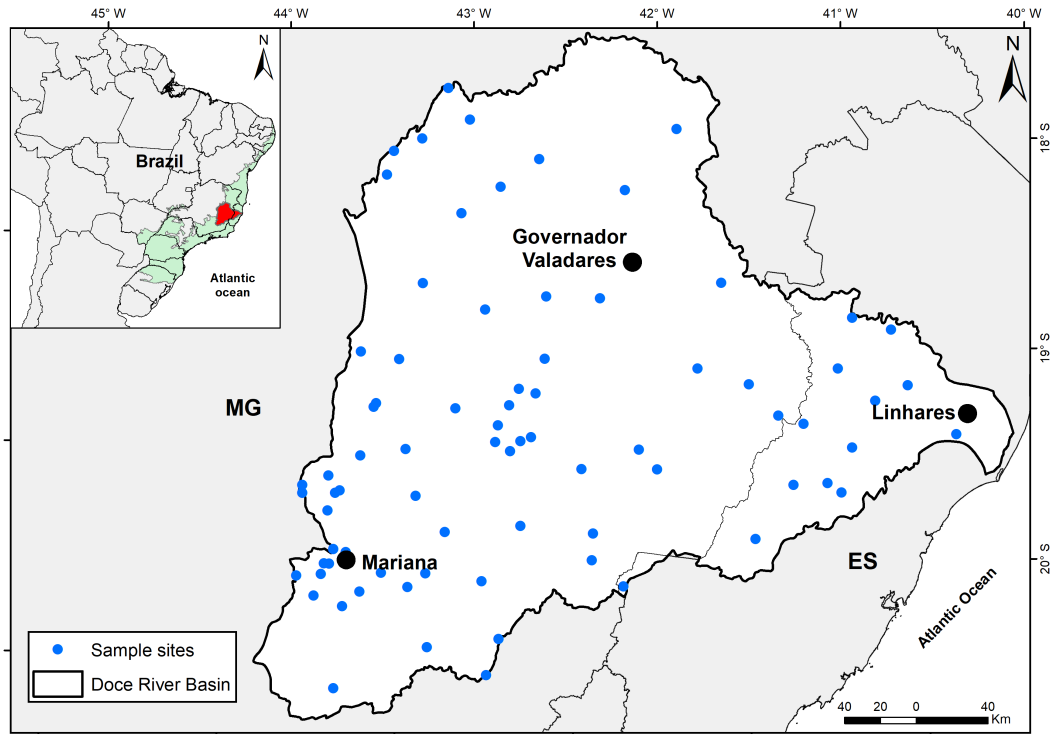 45° W
44° W
43° W
42° W
41° W
40° W
N
Brazil
Atlantic
ocean
N
18° S
Governador
Valadares
19° S
MG
Linhares
20° S
Mariana
ES
Atlantic Ocean
Sample sites
Doce River Basin
40 20 0 40
Km